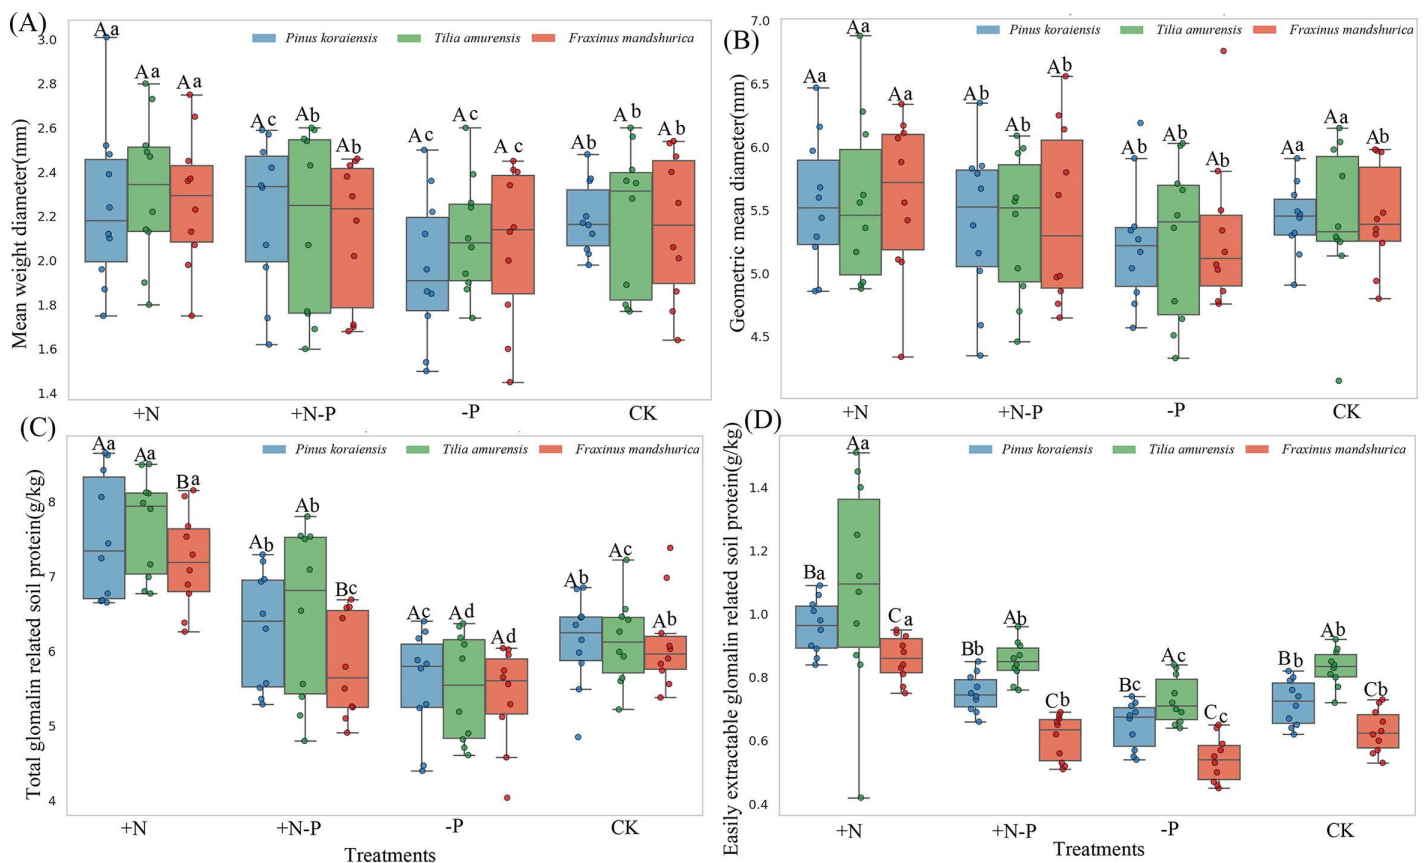 (A)
Pinus koraiensis Tilia amurensis Fraxinus mandshurica
Mean weight diameter(mm)
3.0
2.8
2.6
2.4
2.2
2.0
1.8
1.6
1.4
Aa Aa Aa
Ac Ab Ab
Ac Ac Ac
Ab Ab Ab
+N +N-P -P CK
(B)
Pinus koraiensis Tilia amurensis Fraxinus mandshurica
Geometric mean diameter(mm)
7.0
6.5
6.0
5.5
5.0
4.5
Aa Aa Aa
Ab Ab Ab
Ab Ab Ab
Aa Aa Ab
+N +N-P -P CK
(C)
Pinus koraiensis Tilia amurensis Fraxinus mandshurica
Total glomalin related soil protein(g/kg)
8
7
6
5
4
Aa Aa Ba
Ab Ab Bc
Ac Ad Ad
Ab Ac Ab
+N +N-P -P CK
Treatments
(D)
Pinus koraiensis Tilia amurensis Fraxinus mandshurica
Easily extractable glomalin related soil protein(g/kg)
1.4
1.2
1.0
0.8
0.6
0.4
Ba Aa Ca
Bb Ab Cb
Bc Ac Cc
Bb Ab Cb
+N +N-P -P CK
Treatments